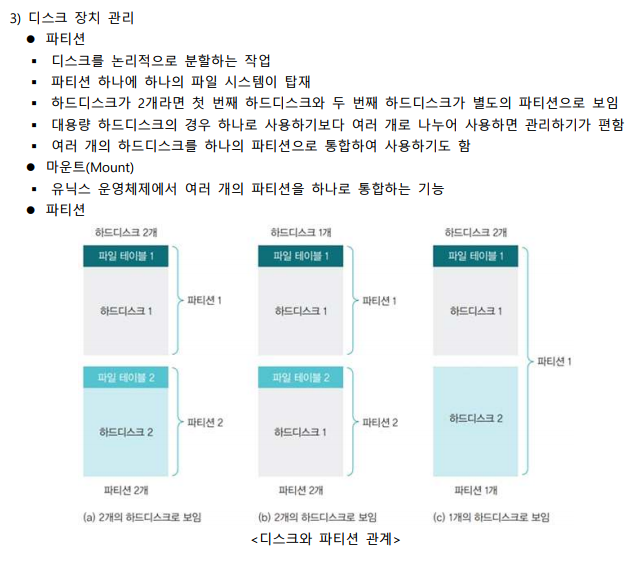 3) 디스크 장치 관리
● 파티션
▪ 디스크를 논리적으로 분할하는 작업
▪ 파티션 하나에 하나의 파일 시스템이 탑재
▪ 하드디스크가 2개라면 첫 번째 하드디스크와 두 번째 하드디스크가 별도의 파티션으로 보임
▪ 대용량 하드디스크의 경우 하나로 사용하기보다 여러 개로 나누어 사용하면 관리하기가 편함
▪ 여러 개의 하드디스크를 하나의 파티션으로 통합하여 사용하기도 함
● 마운트(Mount)
▪ 유닉스 운영체제에서 여러 개의 파티션을 하나로 통합하는 기능
● 파티션
하드디스크 2개
파일 테이블 1
하드디스크 1
파티션 1
파일 테이블 2
하드디스크 2
파티션 2
파티션 2개
(a) 2개의 하드디스크로 보임
하드디스크 1개
파일 테이블 1
하드디스크 1
파티션 1
파일 테이블 2
하드디스크 1
파티션 2
파티션 2개
(b) 2개의 하드디스크로 보임
하드디스크 2개
파일 테이블 1
하드디스크 1
하드디스크 2
파티션 1
파티션 1개
(c) 1개의 하드디스크로 보임
<디스크와 파티션 관계>